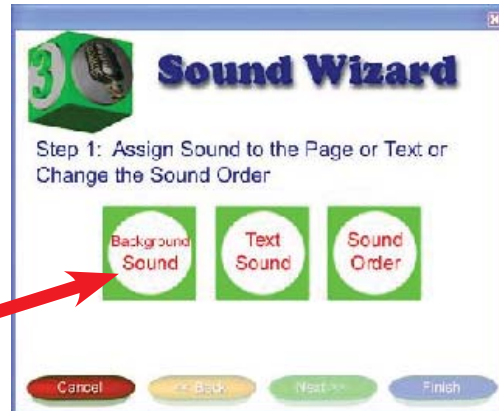 3
Sound Wizard
Step 1: Assign Sound to the Page or Text or
Change the Sound Order
Background
Sound
Text
Sound
Sound
Order
Cancel
<< Back
Next >>
Finish